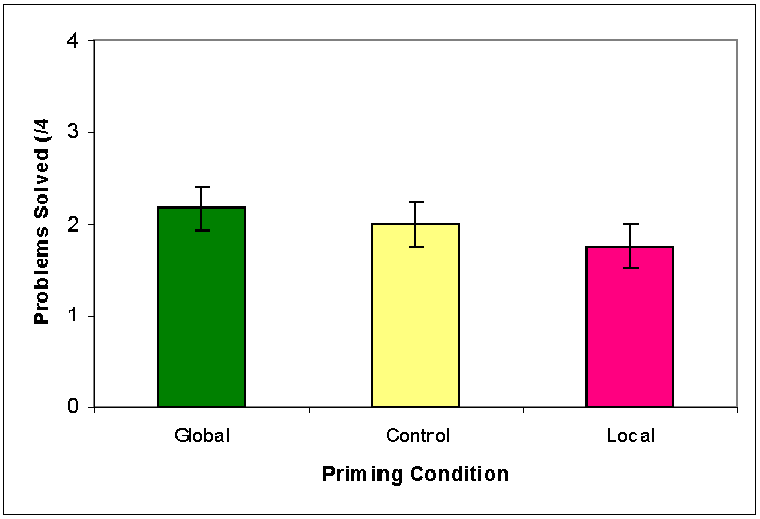 4
3
2
1
0
Problems Solved (/4
Global
Control
Local
Priming Condition